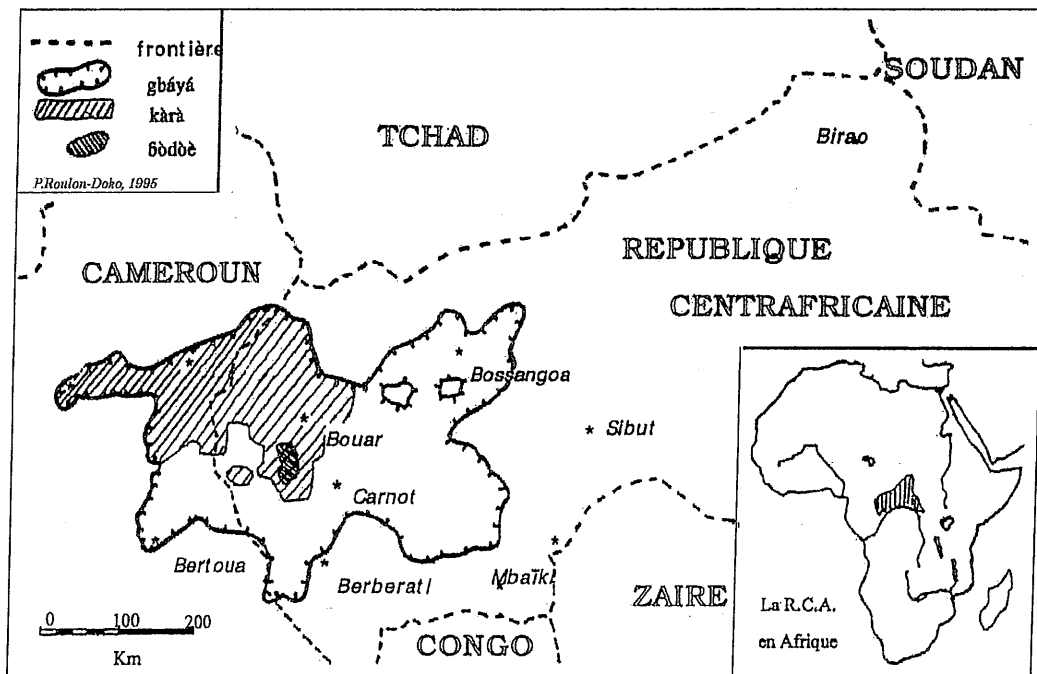 frontière
gbáyá
kàrà
ɓòdòè
P.Roulon-Doko, 1995
SOUDAN
TCHAD
Birao
CAMEROUN
REPUBLIQUE
CENTRAFRICAINE
Bossangoa
Bouar
Sibut
Carnot
Bertoua
Berberati
Mbaïki
ZAIRE
CONGO
0 100 200
Km
La R.C.A.
en Afrique